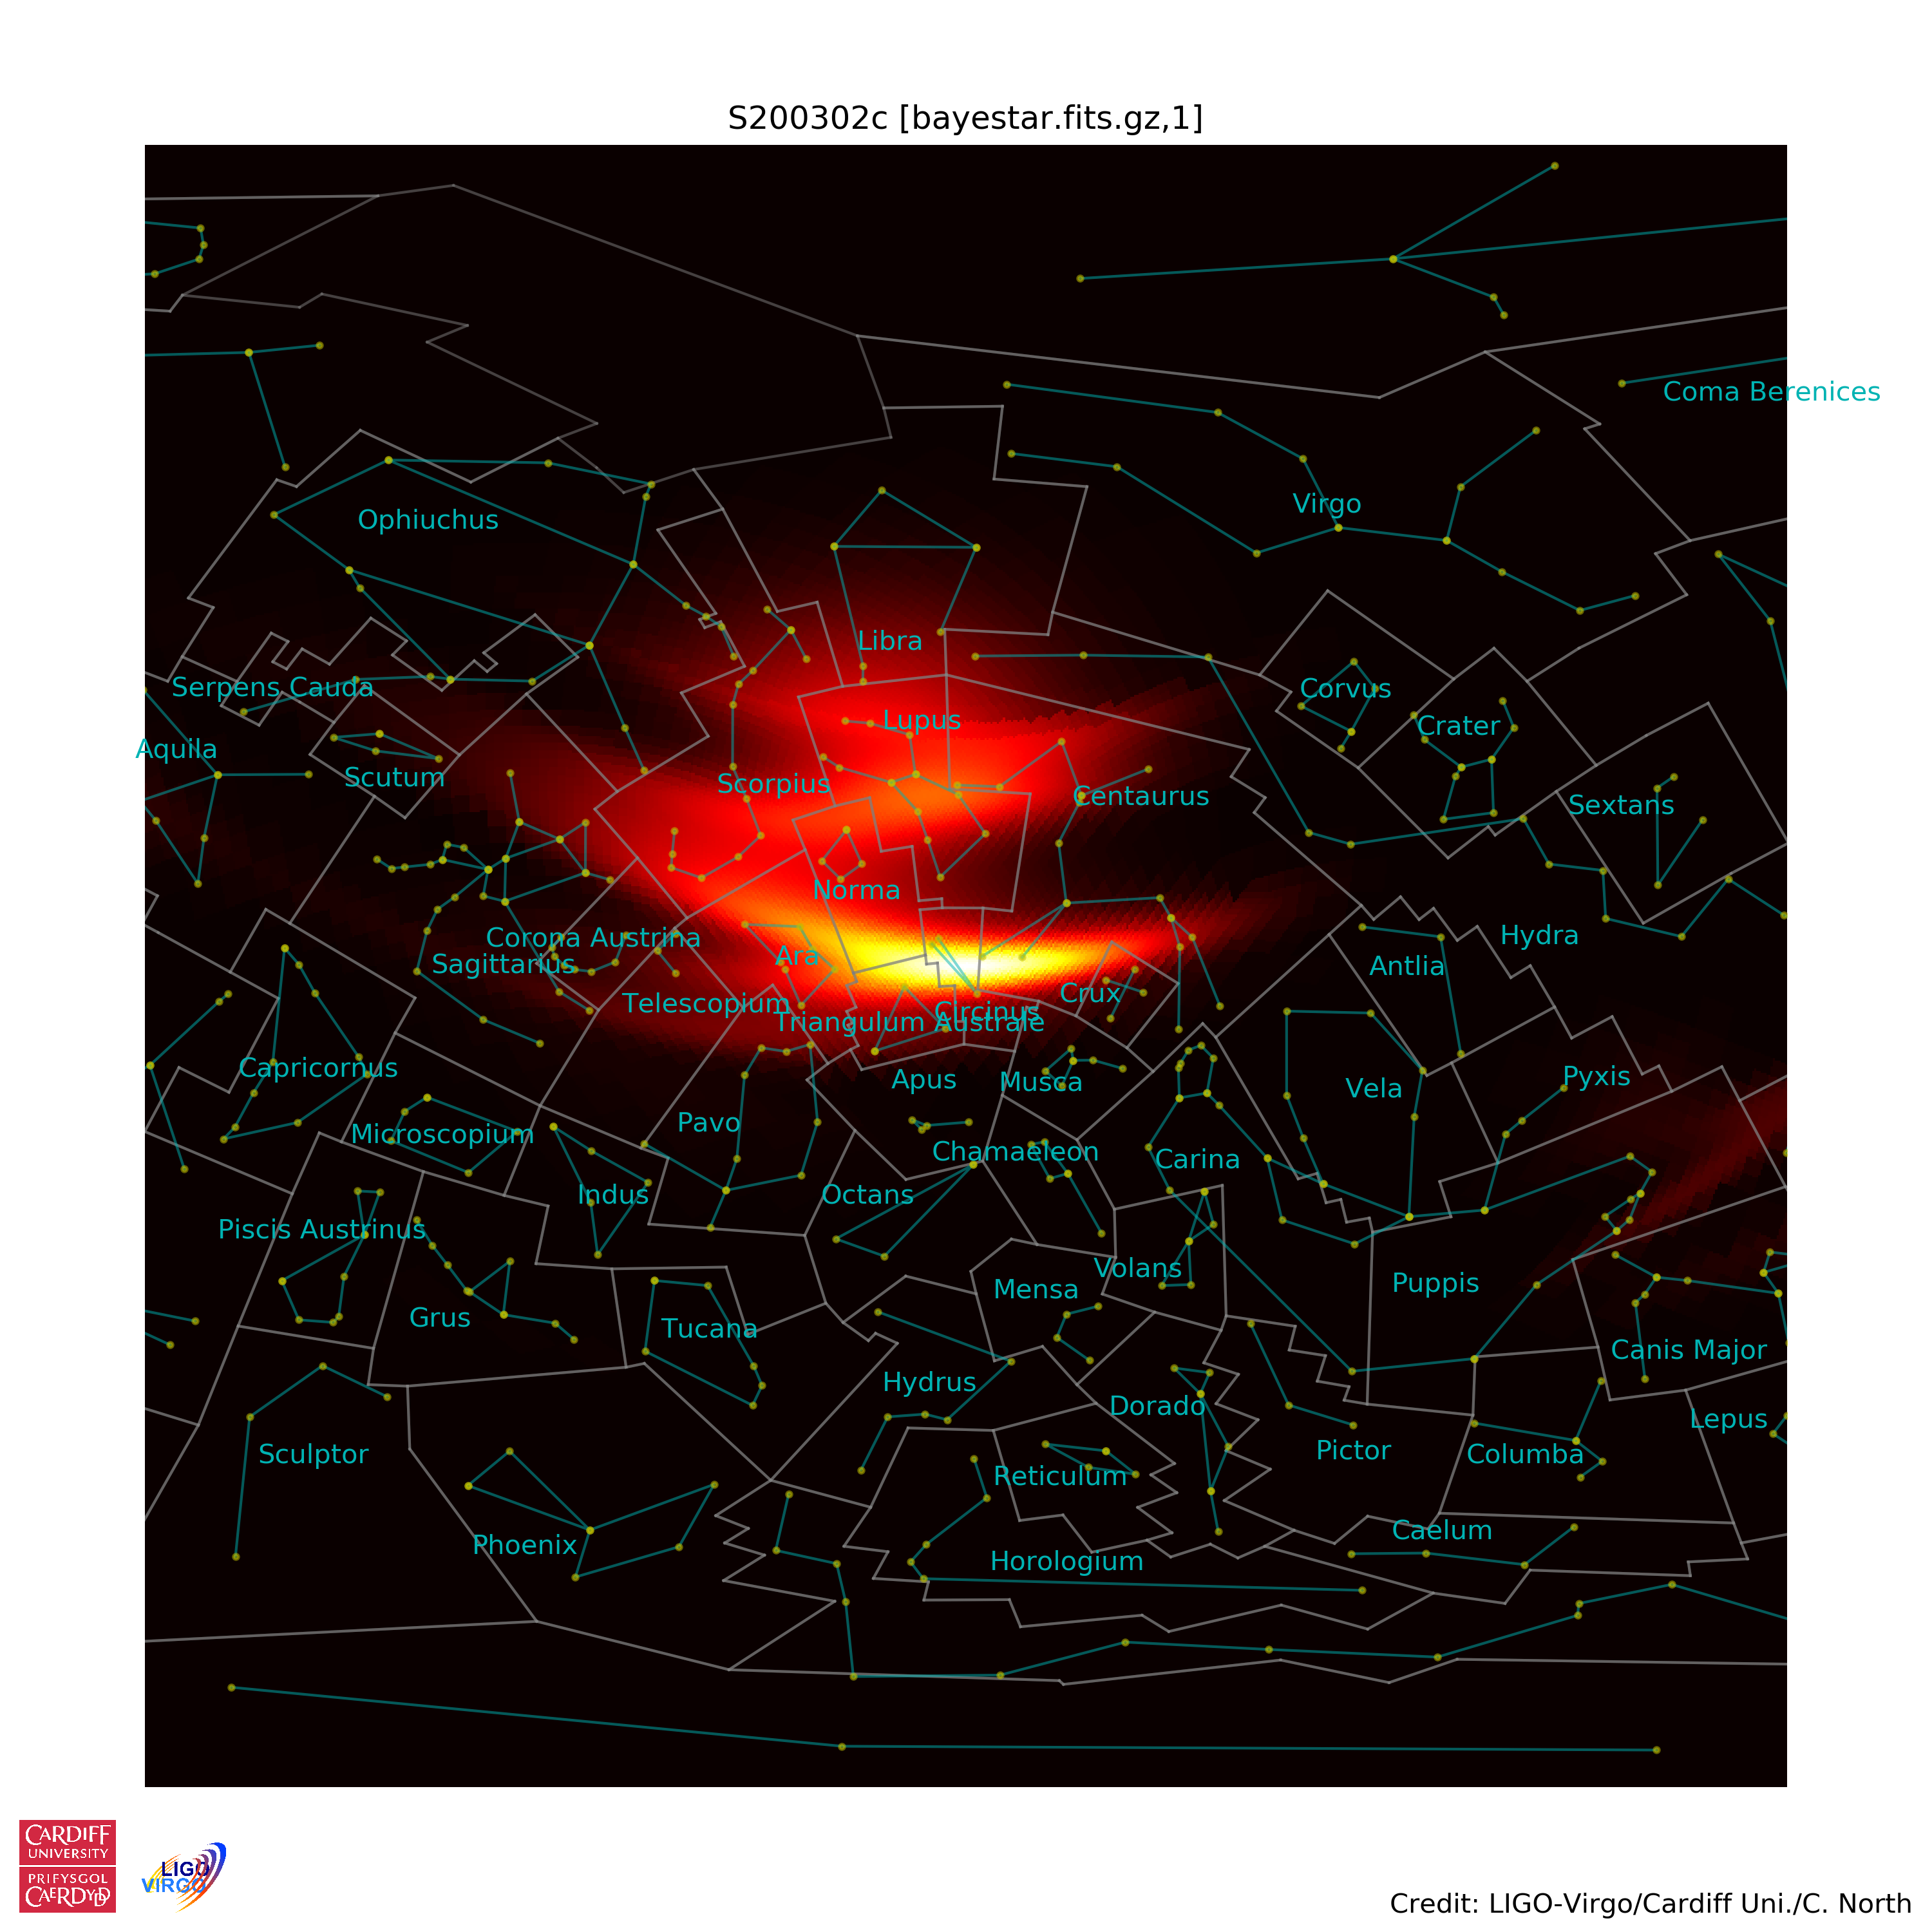 S200302c [bayestar.fits.gz,1]
Coma Berenices
Virgo
Ophiuchus
Libra
Serpens Cauda
Corvus
Lupus
Crater
Aquila
Scutum
Scorpius
Centaurus
Sextans
Norma
Corona Austrina
Hydra
Ara
Sagittarius
Antlia
Crux
Telescopium
Circinus
Triangulum Australe
Capricornus
Apus
Musca
Pyxis
Vela
Pavo
Microscopium
Chamaeleon
Carina
Indus
Octans
Piscis Austrinus
Volans
Mensa
Puppis
Grus
Tucana
Canis Major
Hydrus
Dorado
Lepus
Sculptor
Pictor
Columba
Reticulum
Caelum
Phoenix
Horologium
CARDIFF
UNIVERSITY
PRIFYSGOL
CAERDYDD
LIGO
VIRGO
Credit: LIGO-Virgo/Cardiff Uni./C. North